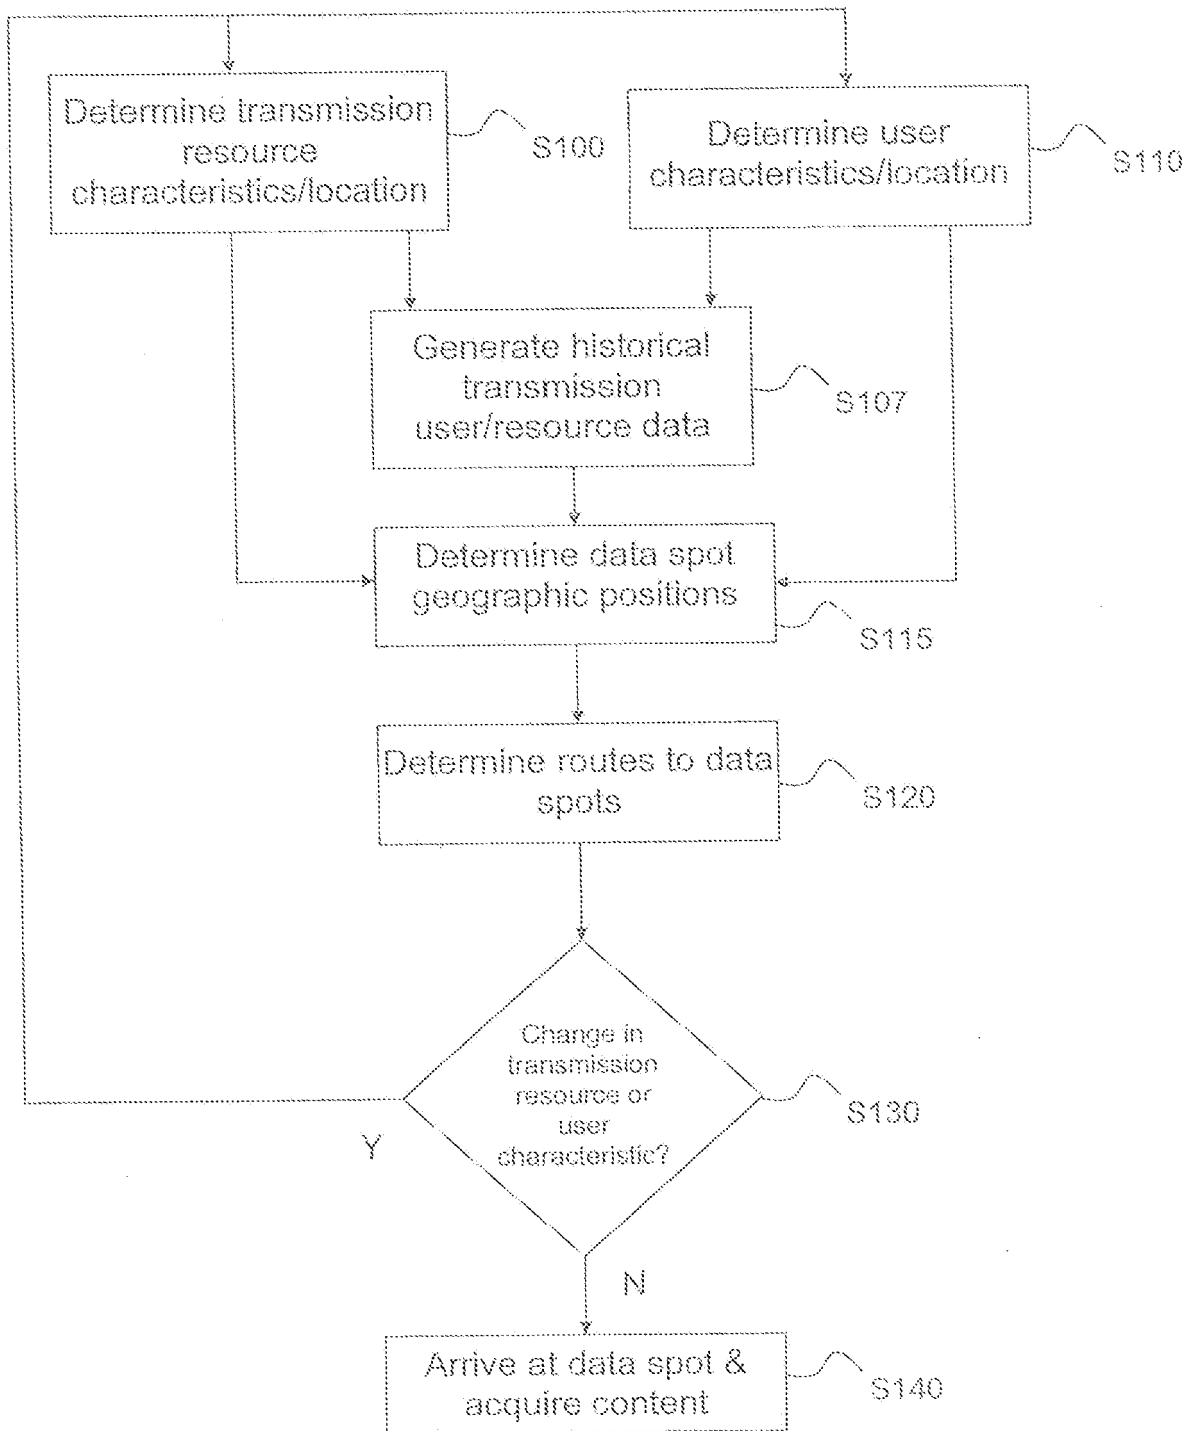 Determine transmission
resource
characteristics/location
S100
Determine user
characteristics/location
S110
Generate historical
transmission
user/resource data
S107
Determine data spot
geographic positions
S115
Determine routes to data
spots
S120
Change in
transmission
resource or
user
characteristic?
S130
Y
N
Arrive at data spot &
acquire content
S140